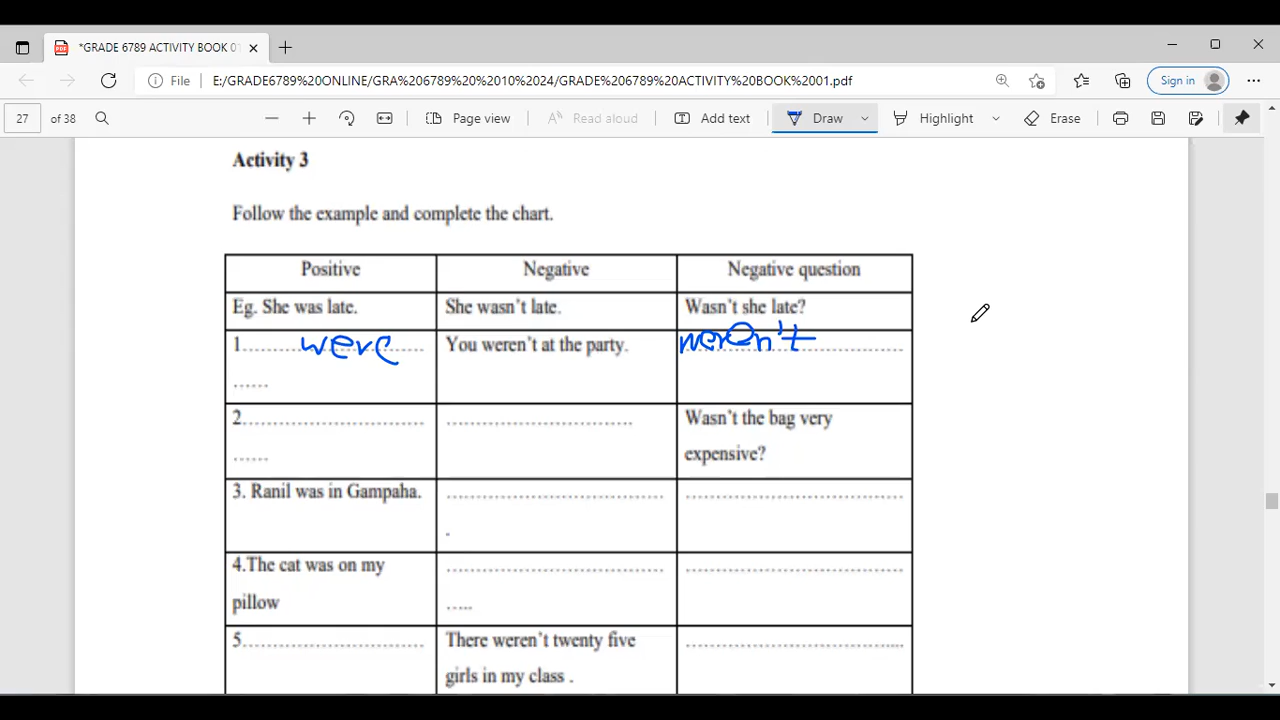 *GRADE 6789 ACTIVITY BOOK 01
File E:/GRADE6789%20ONLINE/GRA%206789%20%2010%2024/GRADE%206789%20ACTIVITY%20BOOK%2001.pdf Sign in
27 of 38 Page view Read aloud Add text Draw Highlight Erase
Activity 3
Follow the example and complete the chart.
Positive Negative Negative question
Eg. She was late. She wasn't late. Wasn't she late?
1............were...... You weren't at the party. weren't.................
......
2.............................. ............................... Wasn't the bag very
...... expensive?
3. Ranil was in Gampaha. .................................... ....................................
.
4.The cat was on my .................................... ....................................
pillow .....
5.............................. There weren't twenty five ....................................
girls in my class .